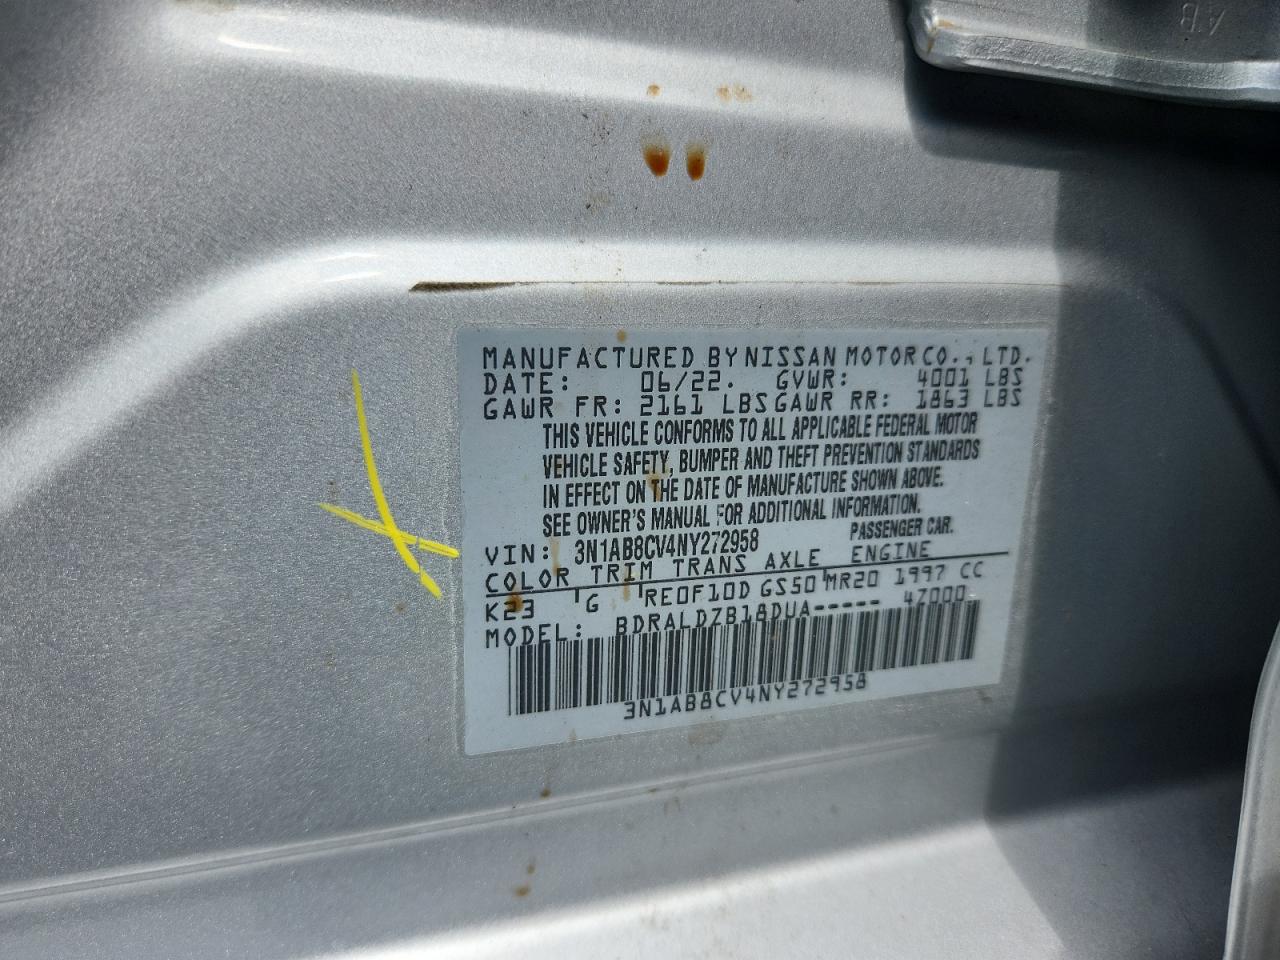 MANUFACTURED BY NISSAN MOTOR CO., LTD.
DATE: 06/22. GVWR: 4001 LBS
GAWR FR: 2161 LBS GAWR RR: 1863 LBS
THIS VEHICLE CONFORMS TO ALL APPLICABLE FEDERAL MOTOR
VEHICLE SAFETY, BUMPER AND THEFT PREVENTION STANDARDS
IN EFFECT ON THE DATE OF MANUFACTURE SHOWN ABOVE.
SEE OWNER'S MANUAL FOR ADDITIONAL INFORMATION.
PASSENGER CAR.
VIN: 3N1AB8CV4NY272958
COLOR TRIM TRANS AXLE ENGINE
K23 G RE0F10D GS50 MR20 1997 CC
MODEL: BDRALDZB18DUA----- 47000
3N1AB8CV4NY272958